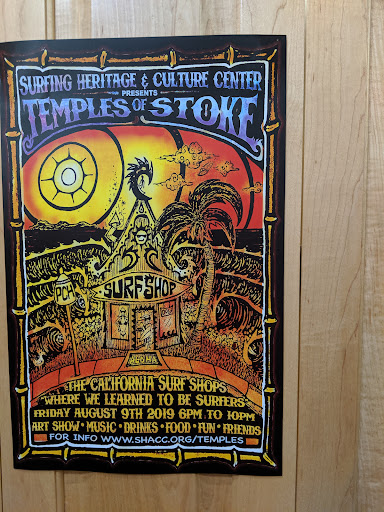 SURFING HERITAGE & CULTURE CENTER
PRESENTS
TEMPLES OF STOKE
SURF SHOP
PCH
ALOHA
THE CALIFORNIA SURF SHOPS
WHERE WE LEARNED TO BE SURFERS
FRIDAY AUGUST 9TH 2019 6PM TO 10PM
ART SHOW • MUSIC • DRINKS • FOOD • FUN • FRIENDS
FOR INFO WWW.SHACC.ORG/TEMPLES